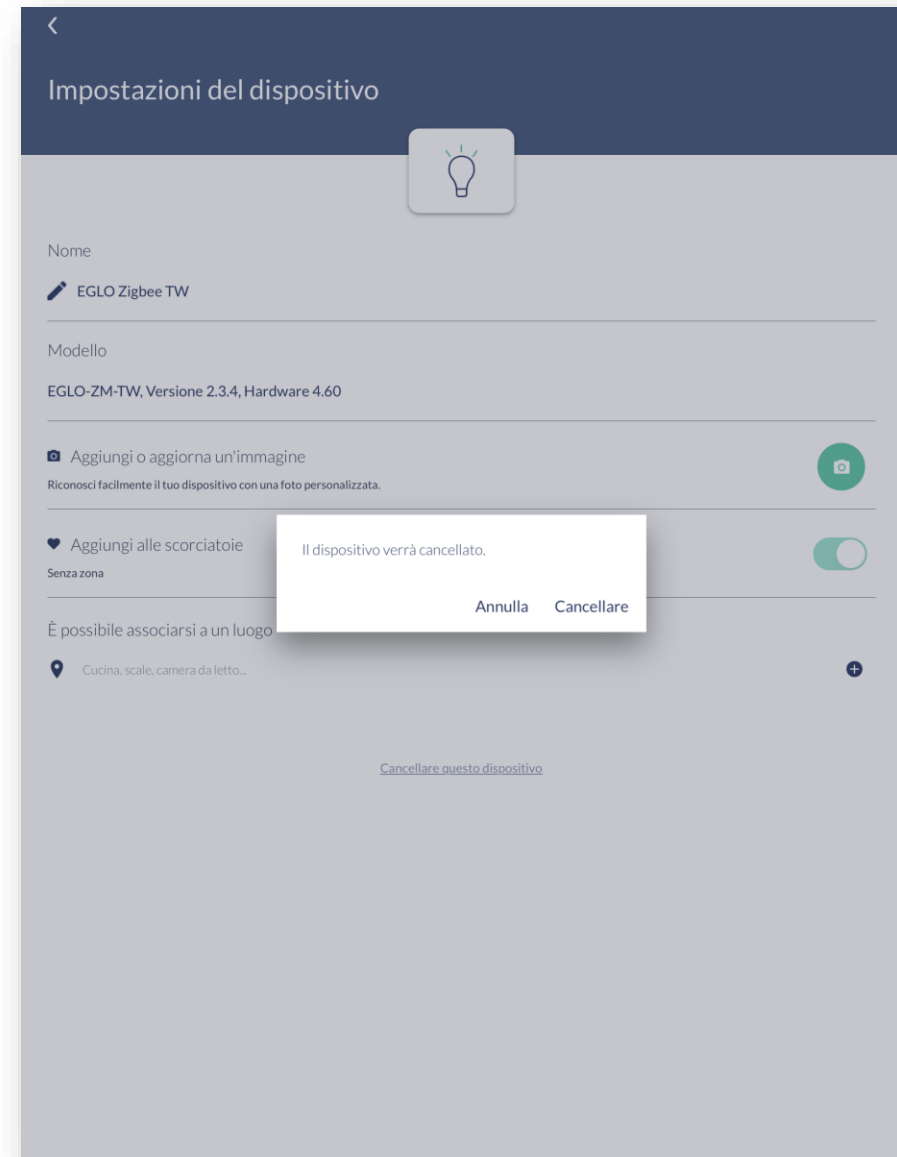 Impostazioni del dispositivo
Nome
EGLO Zigbee TW
Modello
EGLO-ZM-TW, Versione 2.3.4, Hardware 4.60
Aggiungi o aggiorna un'immagine
Riconosci facilmente il tuo dispositivo con una foto personalizzata.
Aggiungi alle scorciatoie
Senza zona
Il dispositivo verrà cancellato.
Annulla Cancellare
È possibile associarsi a un luogo
Cucina, scale, camera da letto...
Cancellare questo dispositivo